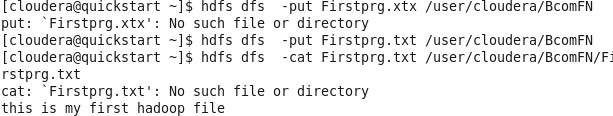 [cloudera@quickstart ~]$ hdfs dfs  -put Firstprg.xtx /user/cloudera/BcomFN
put: `Firstprg.xtx': No such file or directory
[cloudera@quickstart ~]$ hdfs dfs  -put Firstprg.txt /user/cloudera/BcomFN
[cloudera@quickstart ~]$ hdfs dfs  -cat Firstprg.txt /user/cloudera/BcomFN/Fi
rstprg.txt
cat: `Firstprg.txt': No such file or directory
this is my first hadoop file